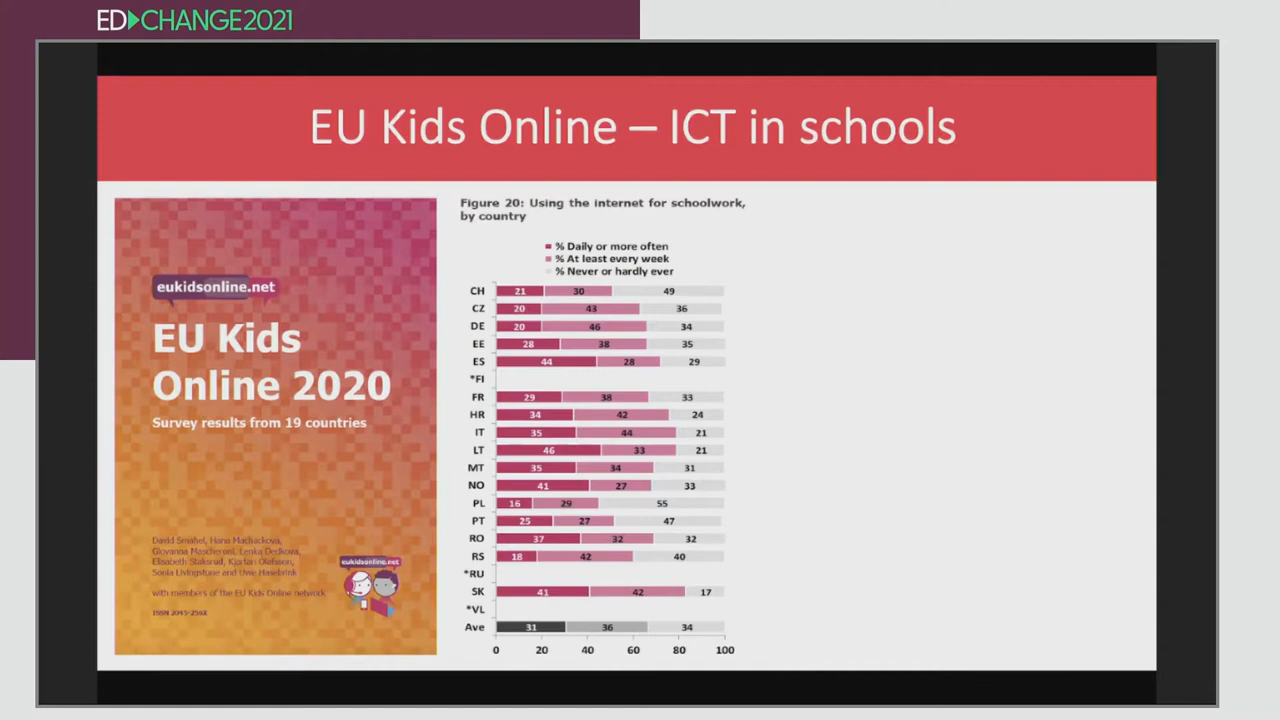 ED▶CHANGE2021
EU Kids Online – ICT in schools
eukidsonline.net
EU Kids
Online 2020
Survey results from 19 countries
David Smahel, Hana Machackova,
Giovanna Mascheroni, Lenka Dedkova,
Elisabeth Staksrud, Kjartan Ólafsson,
Sonia Livingstone and Uwe Hasebrink
with members of the EU Kids Online network
ISSN 2045-256X
eukidsonline.net
Figure 20: Using the internet for schoolwork,
by country
% Daily or more often
% At least every week
% Never or hardly ever
CH 21 30 49
CZ 20 43 36
DE 20 46 34
EE 28 38 35
ES 44 28 29
*FI
FR 29 38 33
HR 34 42 24
IT 35 44 21
LT 46 33 21
MT 35 34 31
NO 41 27 33
PL 16 29 55
PT 25 27 47
RO 37 32 32
RS 18 42 40
*RU
SK 41 42 17
*VL
Ave 31 36 34
0 20 40 60 80 100